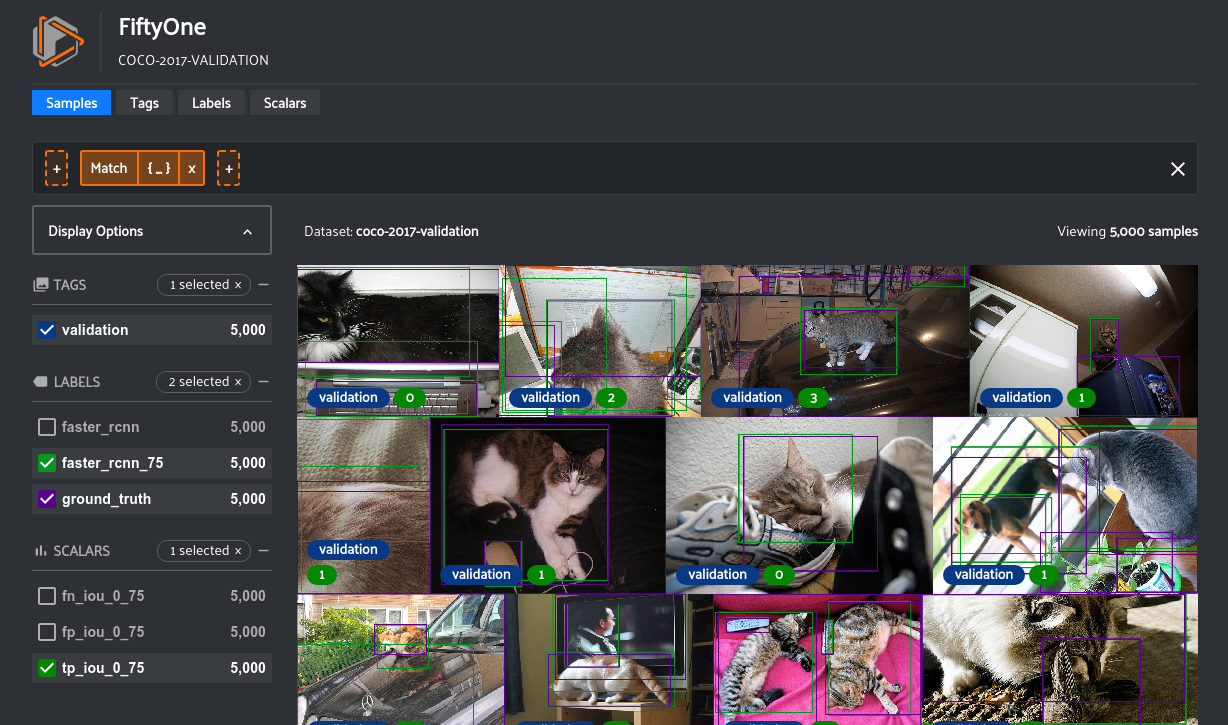 FiftyOne
COCO-2017-VALIDATION
Samples Tags Labels Scalars
+ Match { _ } x +
Display Options
Dataset: coco-2017-validation
Viewing 5,000 samples
TAGS 1 selected x
validation 5,000
LABELS 2 selected x
faster_rcnn 5,000
faster_rcnn_75 5,000
ground_truth 5,000
SCALARS 1 selected x
fn_iou_0_75 5,000
fp_iou_0_75 5,000
tp_iou_0_75 5,000
validation 0
validation 2
validation 3
validation 1
validation
1
validation 1
validation 0
validation 1